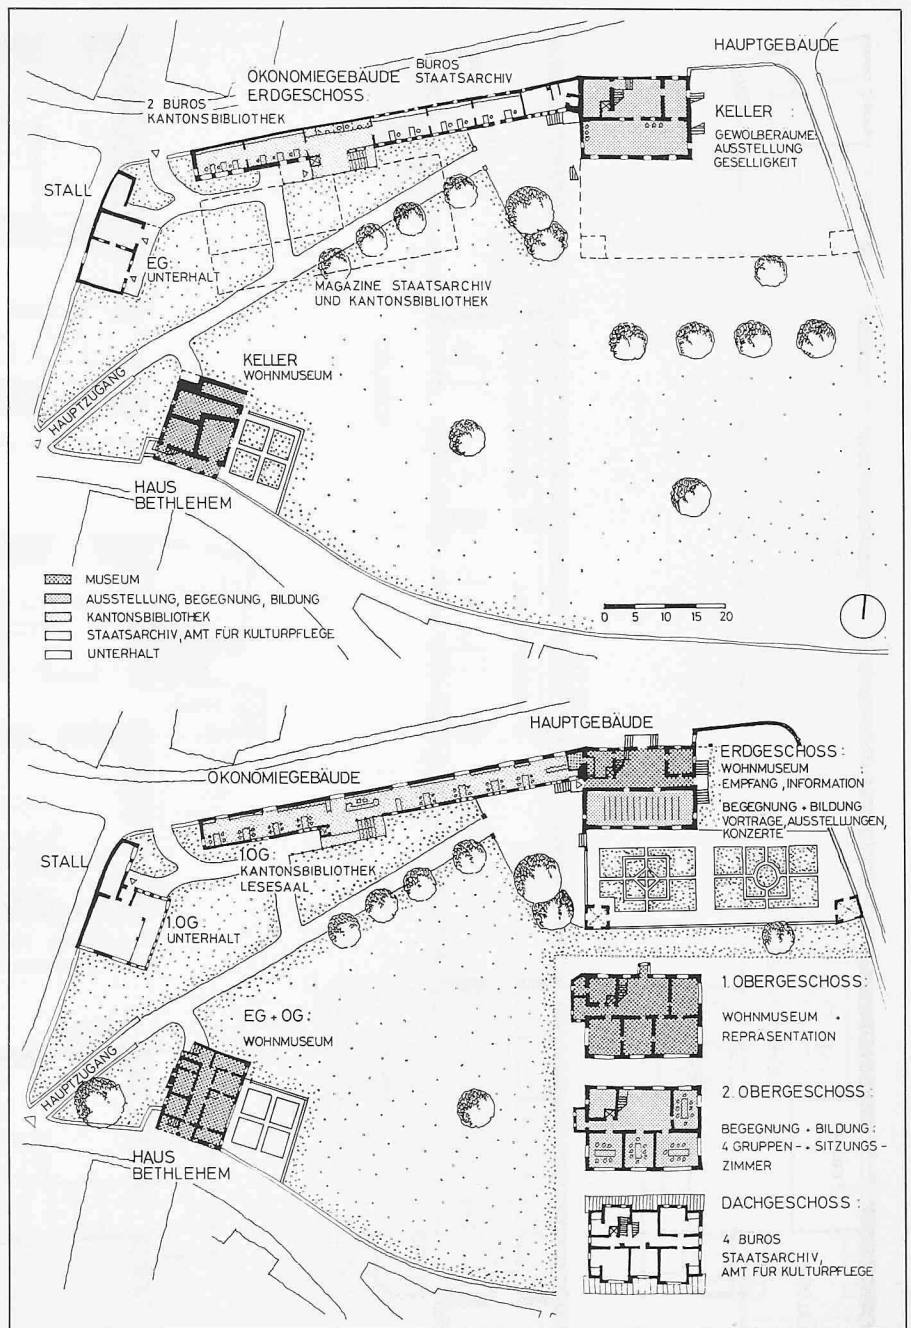 HAUPTGEBÄUDE
BÜROS
STAATSARCHIV
ÖKONOMIEGEBÄUDE
ERDGESCHOSS:
2 BÜROS
KANTONSBIBLIOTHEK
KELLER :
GEWÖLBERÄUME:
AUSSTELLUNG
GESELLIGKEIT
STALL
EG:
UNTERHALT
MAGAZINE STAATSARCHIV
UND KANTONSBIBLIOTHEK
KELLER
WOHNMUSEUM
HAUPTZUGANG
HAUS
BETHLEHEM
MUSEUM
AUSSTELLUNG, BEGEGNUNG, BILDUNG
KANTONSBIBLIOTHEK
STAATSARCHIV, AMT FÜR KULTURPFLEGE
UNTERHALT
0 5 10 15 20
HAUPTGEBÄUDE
ÖKONOMIEGEBÄUDE
ERDGESCHOSS :
WOHNMUSEUM
EMPFANG, INFORMATION
BEGEGNUNG + BILDUNG
VORTRÄGE, AUSSTELLUNGEN,
KONZERTE
STALL
1.OG:
KANTONSBIBLIOTHEK
LESESAAL
1.OG
UNTERHALT
EG + OG :
WOHNMUSEUM
HAUPTZUGANG
HAUS
BETHLEHEM
1. OBERGESCHOSS:
WOHNMUSEUM +
REPRÄSENTATION
2. OBERGESCHOSS :
BEGEGNUNG + BILDUNG :
4 GRUPPEN - + SITZUNGS -
ZIMMER
DACHGESCHOSS :
4 BÜROS
STAATSARCHIV,
AMT FÜR KULTURPFLEGE